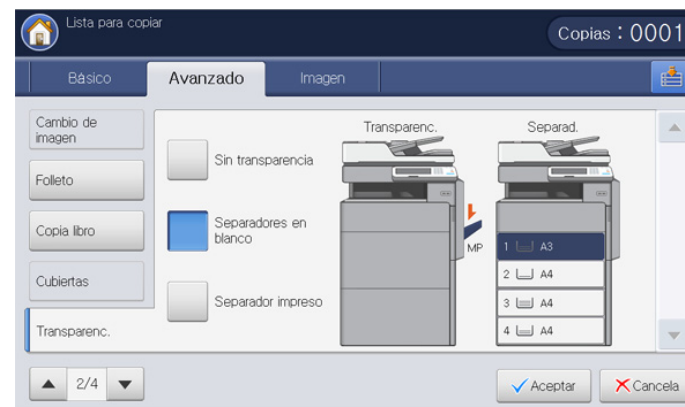 Lista para copiar
Copias : 0001
Básico
Avanzado
Imagen
Cambio de
imagen
Folleto
Copia libro
Cubiertas
Transparenc.
Sin transparencia
Separadores en
blanco
Separador impreso
Transparenc.
MP
Separad.
1 A3
2 A4
3 A4
4 A4
2/4
Aceptar
Cancela